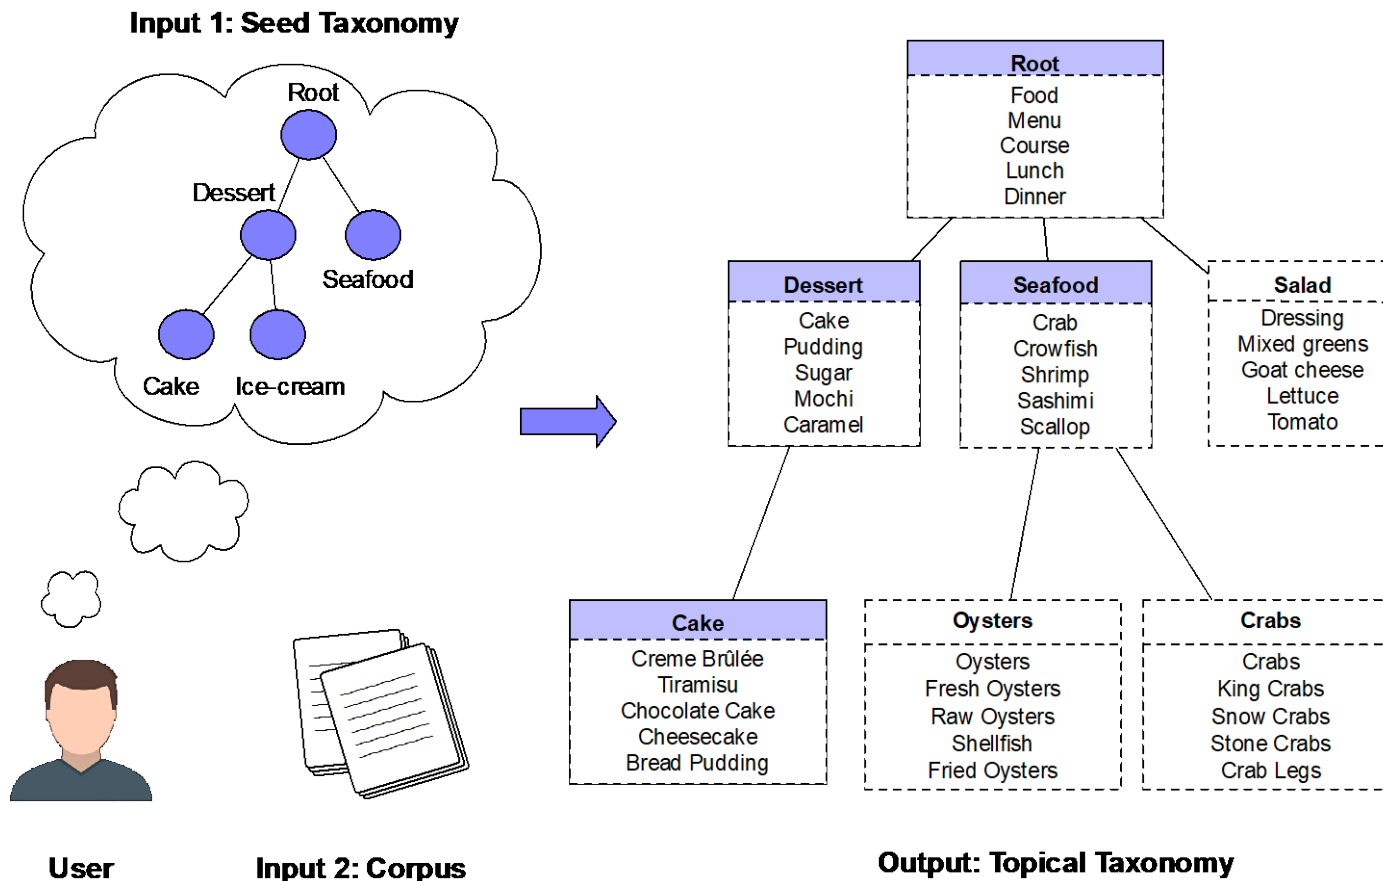 Input 1: Seed Taxonomy
Root
Dessert
Seafood
Cake
Ice-cream
User
Input 2: Corpus
Root
Food
Menu
Course
Lunch
Dinner
Dessert
Cake
Pudding
Sugar
Mochi
Caramel
Seafood
Crab
Crowfish
Shrimp
Sashimi
Scallop
Salad
Dressing
Mixed greens
Goat cheese
Lettuce
Tomato
Cake
Creme Brûlée
Tiramisu
Chocolate Cake
Cheesecake
Bread Pudding
Oysters
Oysters
Fresh Oysters
Raw Oysters
Shellfish
Fried Oysters
Crabs
Crabs
King Crabs
Snow Crabs
Stone Crabs
Crab Legs
Output: Topical Taxonomy